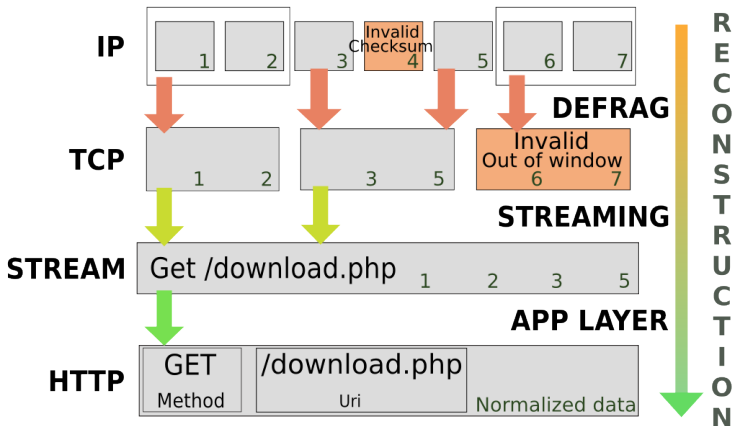 IP
1
2
3
Invalid
Checksum
4
5
6
7
DEFRAG
TCP
1
2
3
5
Invalid
Out of window
6
7
STREAMING
STREAM
Get /download.php
1
2
3
5
APP LAYER
HTTP
GET
Method
/download.php
Uri
Normalized data
RECONSTRUCTION